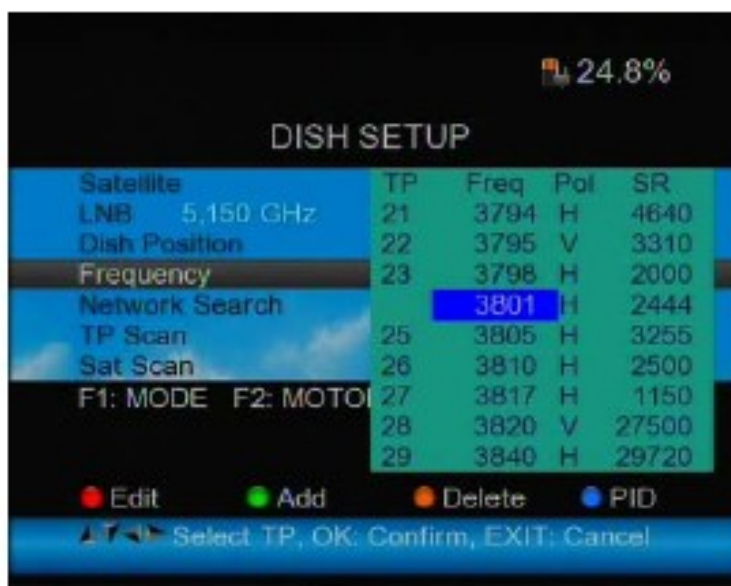 24.8%
DISH SETUP
Satellite
LNB 5,150 GHz
Dish Position
Frequency
Network Search
TP Scan
Sat Scan
F1: MODE F2: MOTO
TP Freq Pol SR
21 3794 H 4640
22 3795 V 3310
23 3798 H 2000
3801 H 2444
25 3805 H 3255
26 3810 H 2500
27 3817 H 1150
28 3820 V 27500
29 3840 H 29720
Edit Add Delete PID
Select TP, OK: Confirm, EXIT: Cancel